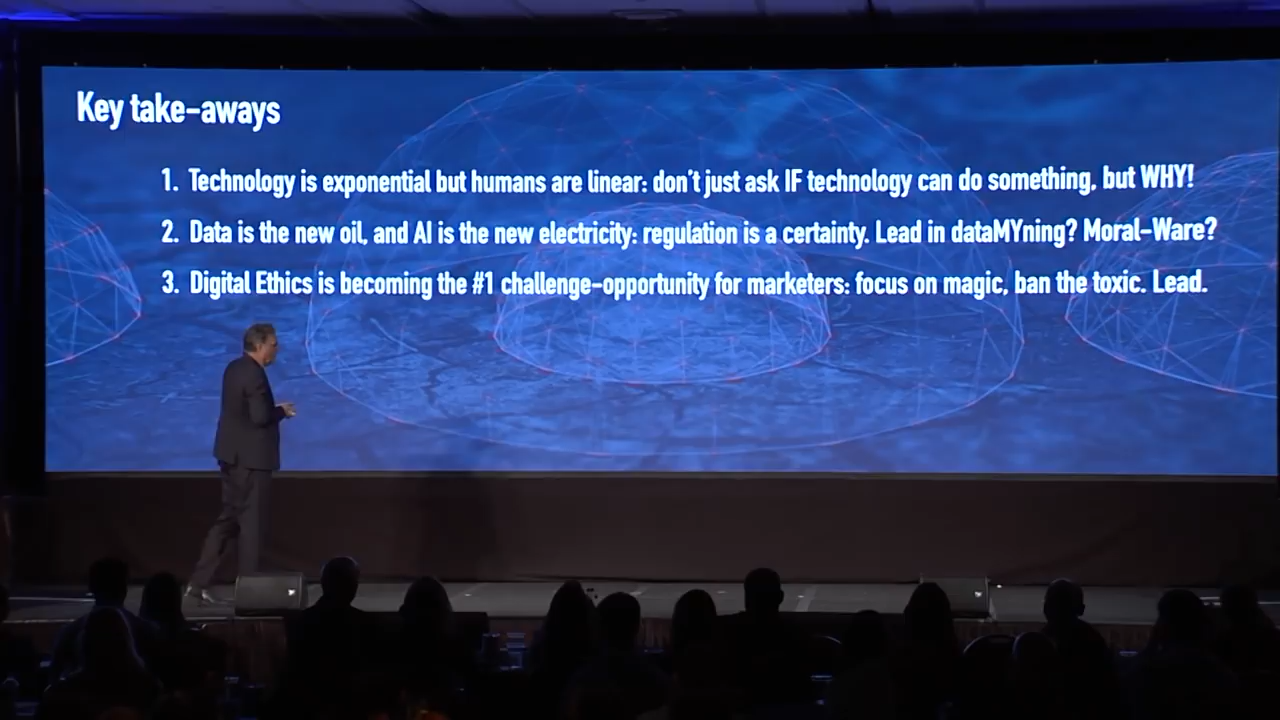 Key take-aways
1. Technology is exponential but humans are linear: don't just ask IF technology can do something, but WHY!
2. Data is the new oil, and AI is the new electricity: regulation is a certainty. Lead in dataMYning? Moral-Ware?
3. Digital Ethics is becoming the #1 challenge-opportunity for marketers: focus on magic, ban the toxic. Lead.